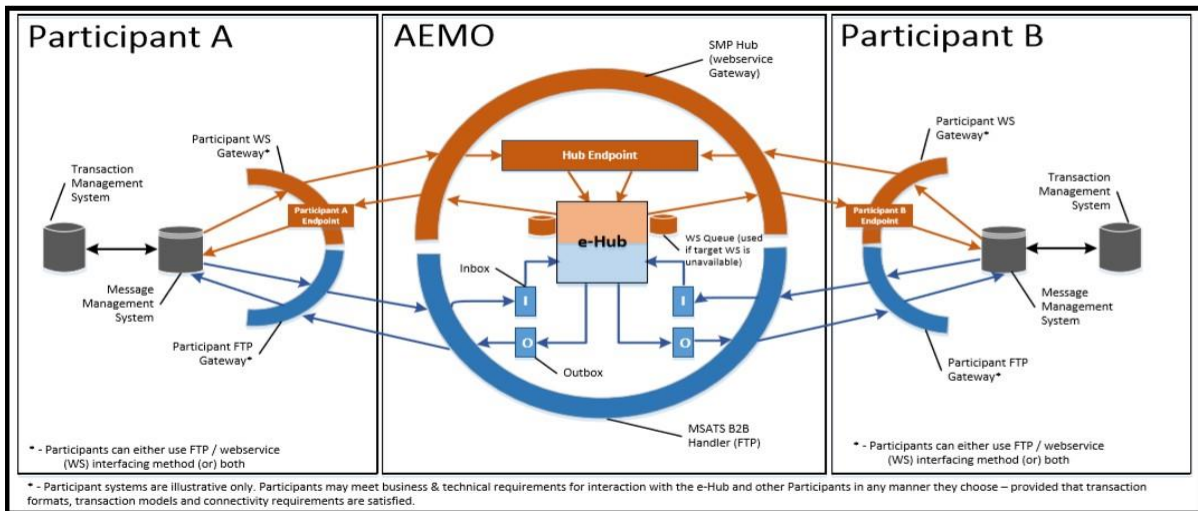 Participant A
AEMO
Participant B
SMP Hub
(webservice
Gateway)
Participant WS
Gateway*
Transaction
Management
System
Participant A
Endpoint
Message
Management
System
Participant FTP
Gateway*
* - Participants can either use FTP / webservice
(WS) interfacing method (or) both
Hub Endpoint
e-Hub
WS Queue (used
if target WS is
unavailable)
Inbox
I
I
O
O
Outbox
MSATS B2B
Handler (FTP)
Participant WS
Gateway*
Transaction
Management
System
Participant B
Endpoint
Message
Management
System
Participant FTP
Gateway*
* - Participants can either use FTP / webservice
(WS) interfacing method (or) both
* - Participant systems are illustrative only. Participants may meet business & technical requirements for interaction with the e-Hub and other Participants in any manner they choose – provided that transaction
formats, transaction models and connectivity requirements are satisfied.